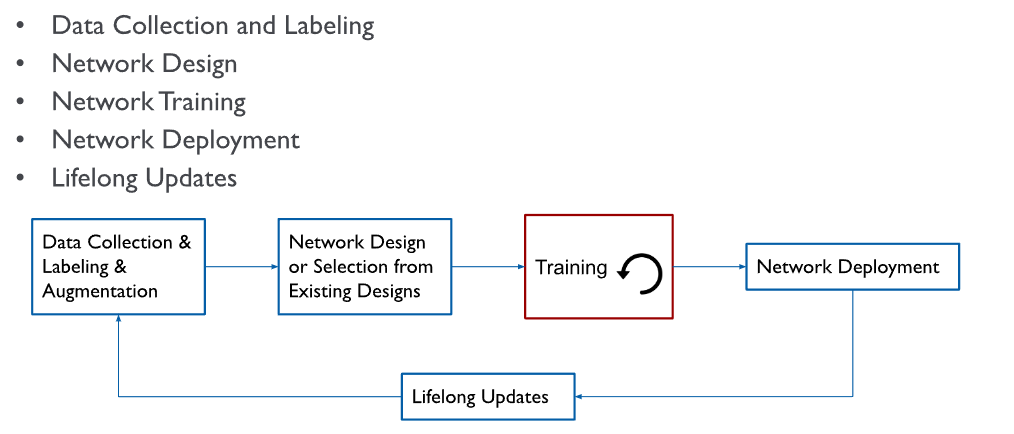 • Data Collection and Labeling
• Network Design
• Network Training
• Network Deployment
• Lifelong Updates
Data Collection &
Labeling &
Augmentation
Network Design
or Selection from
Existing Designs
Training
Network Deployment
Lifelong Updates